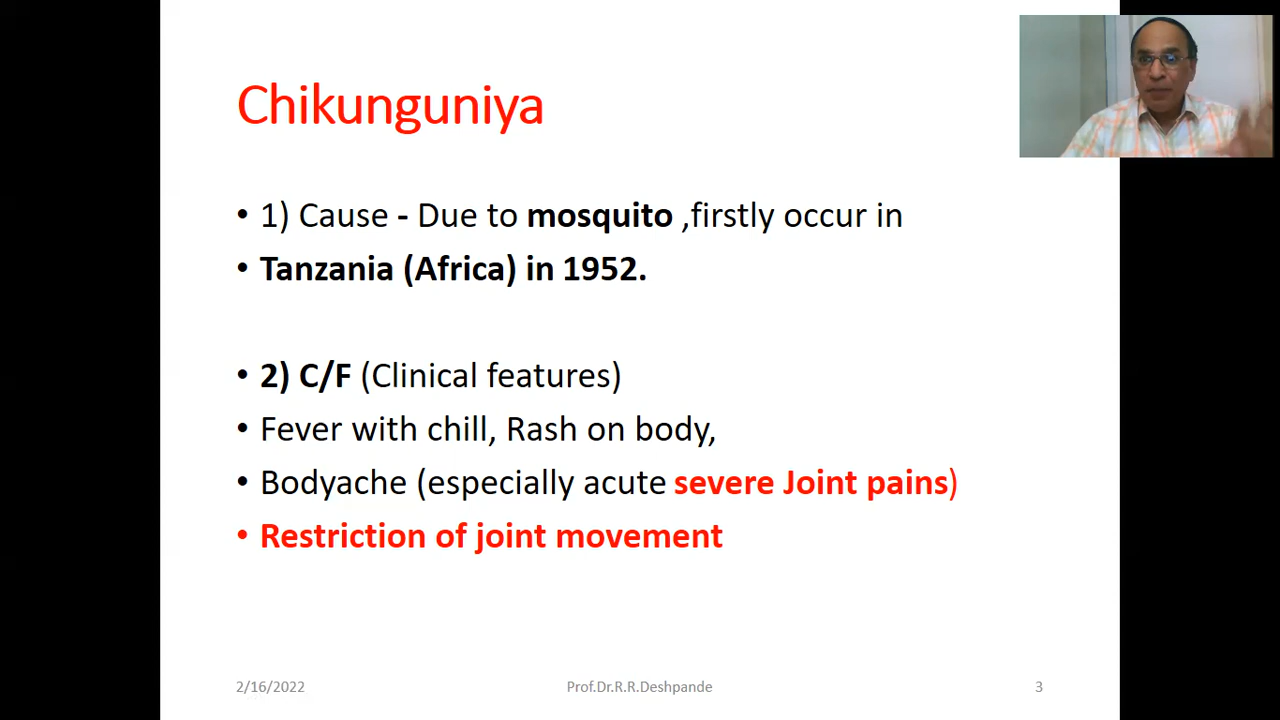 Chikunguniya
• 1) Cause - Due to mosquito ,firstly occur in
• Tanzania (Africa) in 1952.
• 2) C/F (Clinical features)
• Fever with chill, Rash on body,
• Bodyache (especially acute severe Joint pains)
• Restriction of joint movement
2/16/2022 Prof.Dr.R.R.Deshpande 3